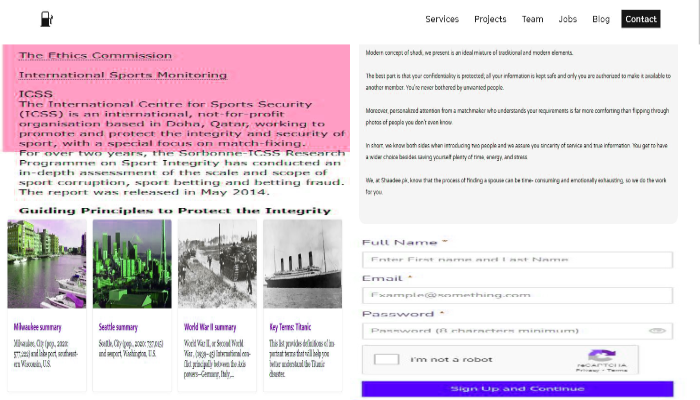 Services Projects Team Jobs Blog Contact
The Ethics Commission
International Sports Monitoring
ICSS
The International Centre for Sports Security
(ICSS) is an international, not-for-profit
organisation based in Doha, Qatar, working to
promote and protect the integrity and security of
sport, with a special focus on match-fixing.
For over two years, the Sorbonne-ICSS Research
Programme on Sport Integrity has conducted an
in-depth assessment of the scale and scope of
sport corruption, sport betting and betting fraud.
The report was released in May 2014.
Guiding Principles to Protect the Integrity
Milwaukee summary
Milwaukee, City (pop., 2020:
577,222) and lake port, southeast-
ern Wisconsin, U.S.
Seattle summary
Seattle, City (pop., 2020: 737,015)
and seaport, Washington, U.S.
World War II summary
World War II, or Second World
War, (1939–45) International con-
flict principally between the Axis
powers—Germany, Italy,...
Key Terms: Titanic
This list provides definitions of im-
portant terms that will help you
better understand the Titanic
disaster.
Modern concept of shadi, we present is an ideal mixture of traditional and modern elements.
The best part is that your confidentiality is protected; all your information is kept safe and only you are authorized to make it available to
another member. You're never bothered by unwanted people.
Moreover, personalized attention from a matchmaker who understands your requirements is far more comforting than flipping through
photos of people you don't even know.
In short, we know both sides when introducing two people and we assure you sincerity of service and true information. You get to have
a wider choice besides saving yourself plenty of time, energy, and stress.
We, at Shaadee.pk, know that the process of finding a spouse can be time- consuming and emotionally exhausting, so we do the work
for you.
Full Name *
Enter First name and Last Name
Email *
Example@something.com
Password *
Password (8 characters minimum)
I'm not a robot
reCAPTCHA
Privacy - Terms
Sign Up and Continue